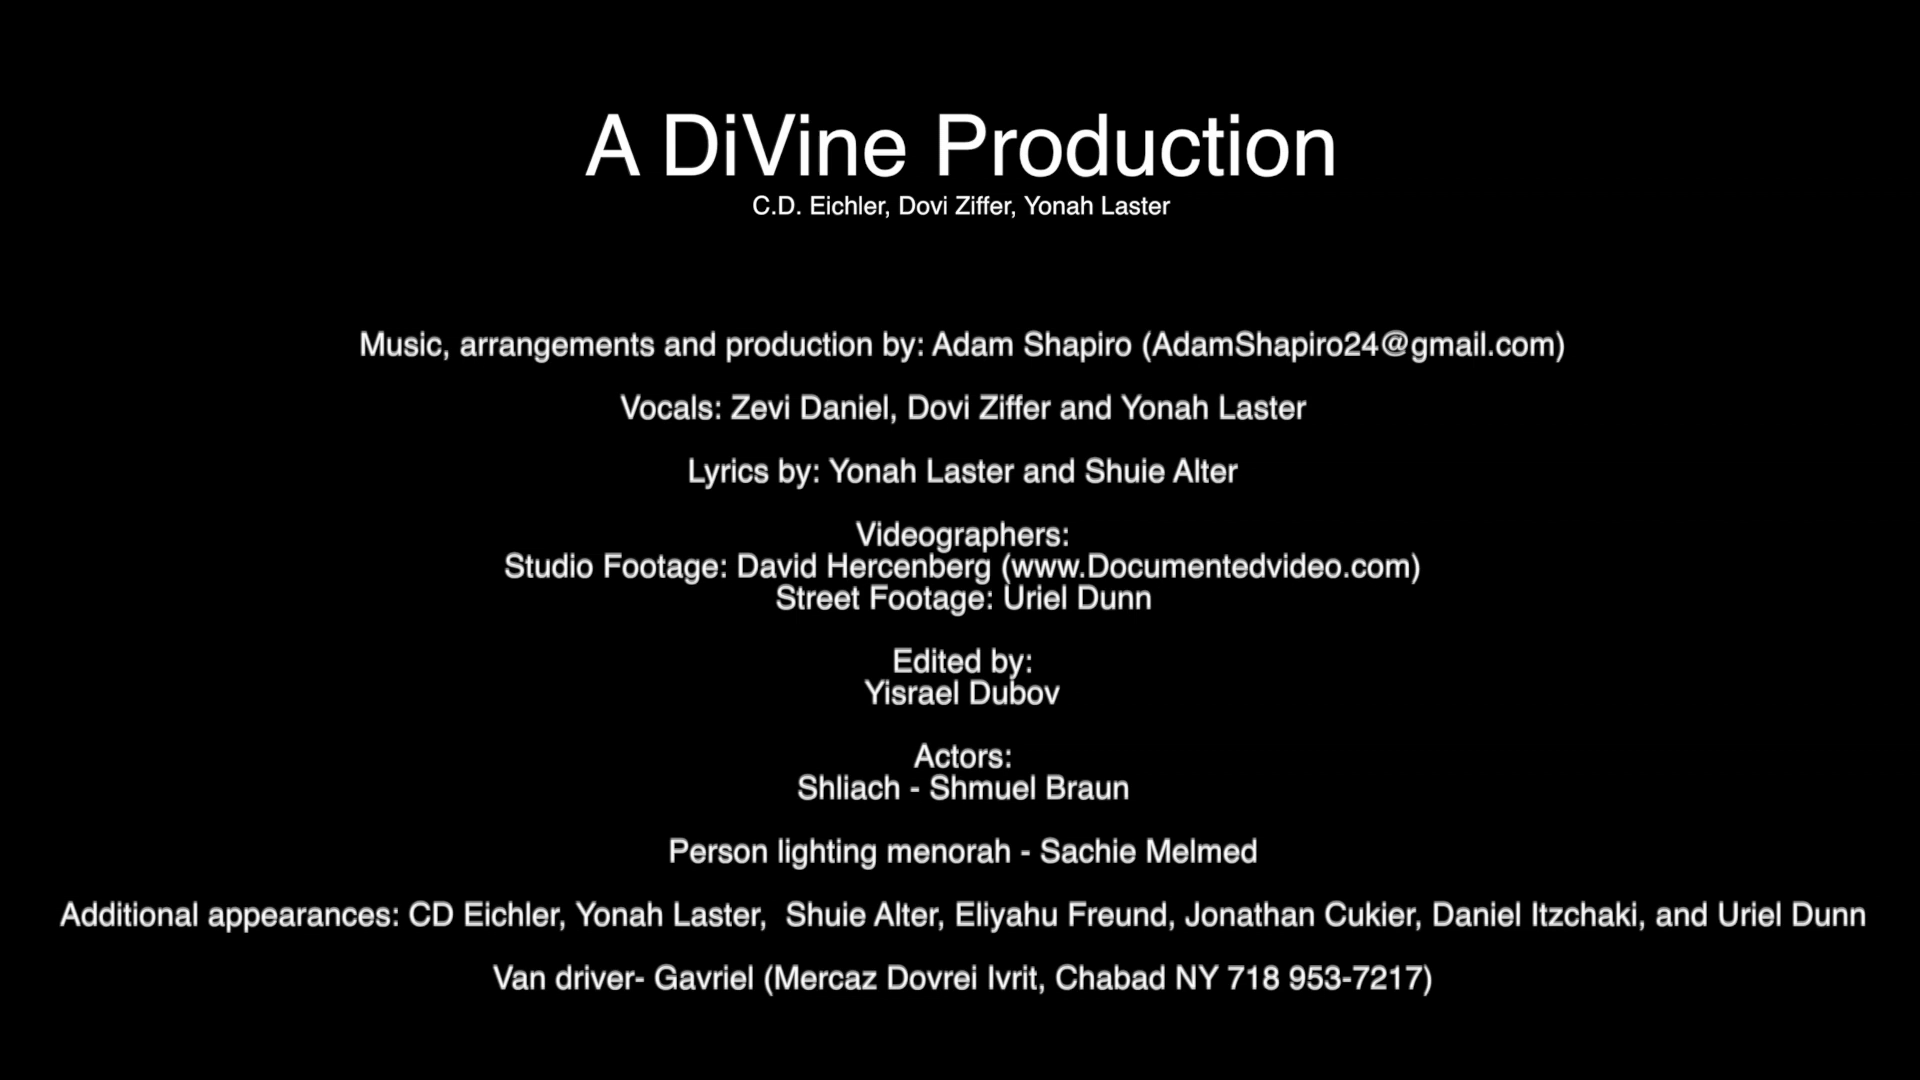 A DiVine Production
C.D. Eichler, Dovi Ziffer, Yonah Laster
Music, arrangements and production by: Adam Shapiro (AdamShapiro24@gmail.com)
Vocals: Zevi Daniel, Dovi Ziffer and Yonah Laster
Lyrics by: Yonah Laster and Shuie Alter
Videographers:
Studio Footage: David Hercenberg (www.Documentedvideo.com)
Street Footage: Uriel Dunn
Edited by:
Yisrael Dubov
Actors:
Shliach - Shmuel Braun
Person lighting menorah - Sachie Melmed
Additional appearances: CD Eichler, Yonah Laster,  Shuie Alter, Eliyahu Freund, Jonathan Cukier, Daniel Itzchaki, and Uriel Dunn
Van driver- Gavriel (Mercaz Dovrei Ivrit, Chabad NY 718 953-7217)